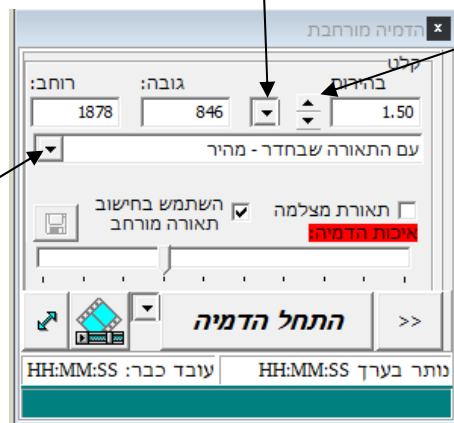 הדמיה מורחבת
קלט
בהירות גובה: רוחב:
1.50 846 1878
עם התאורה שבחדר - מהיר
תאורת מצלמה השתמש בחישוב
תאורה מורחב
איכות הדמיה:
>> התחל הדמיה
נותר בערך HH:MM:SS עובד כבר: HH:MM:SS